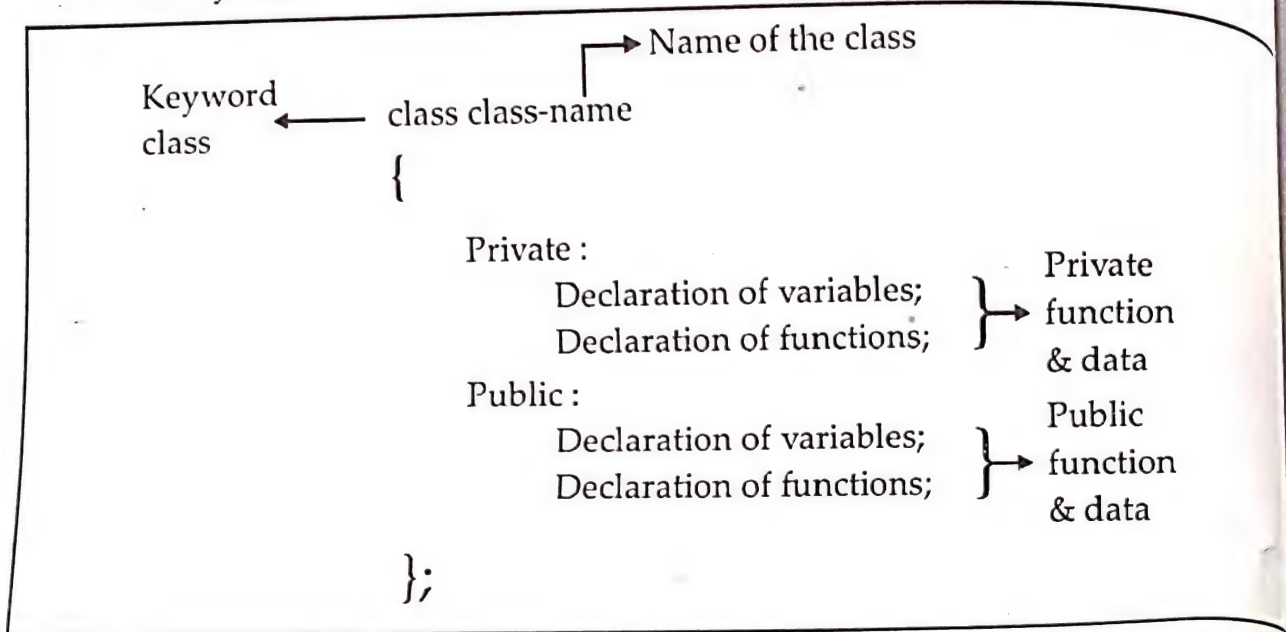 Name of the class
Keyword
class
class class-name
{
Private :
Declaration of variables;
Declaration of functions;
Private
function
& data
Public :
Declaration of variables;
Declaration of functions;
Public
function
& data
};